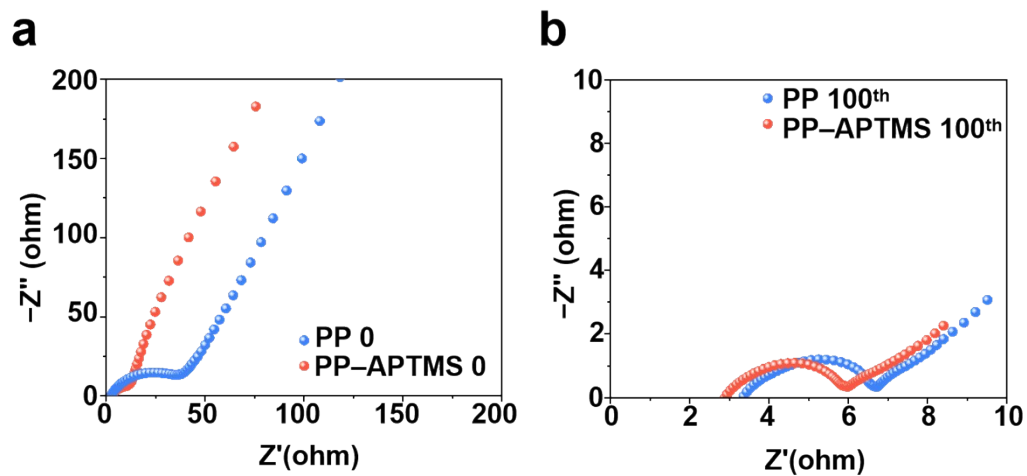 a
b
200
150
100
50
0
–Z" (ohm)
PP 0
PP–APTMS 0
0 50 100 150 200
Z'(ohm)
10
8
6
4
2
0
–Z" (ohm)
PP 100th
PP–APTMS 100th
0 2 4 6 8 10
Z'(ohm)